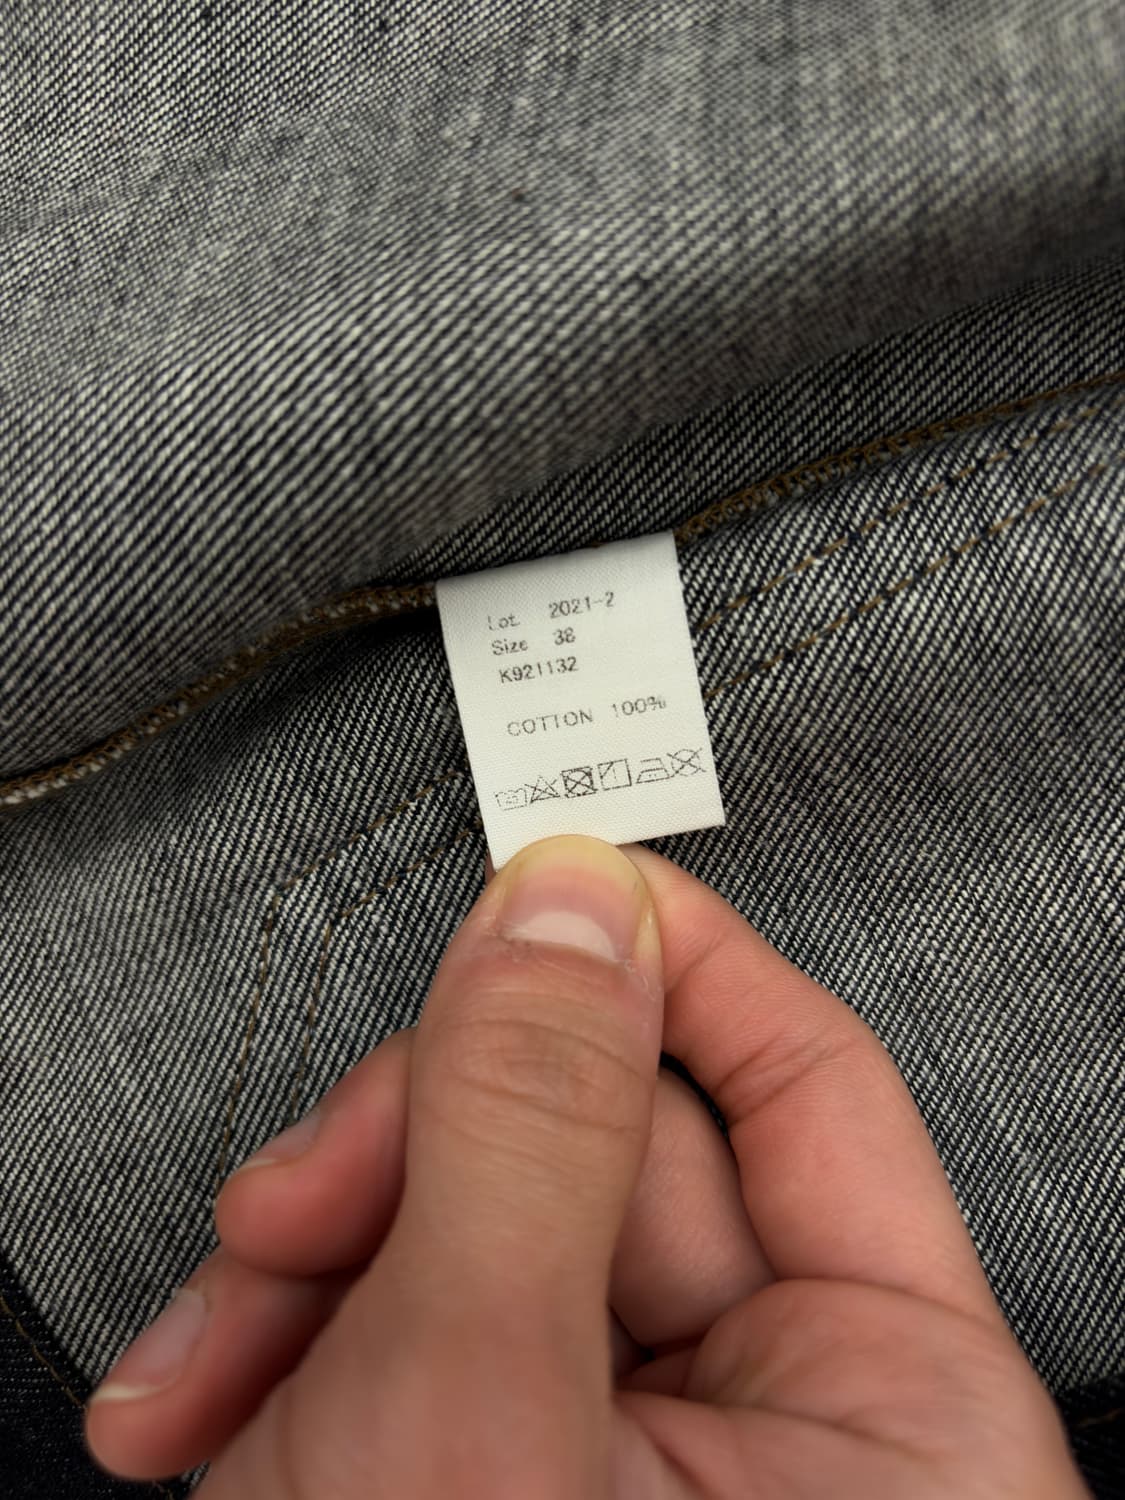 Lot. 2021-2
Size 38
K921132
COTTON 100%